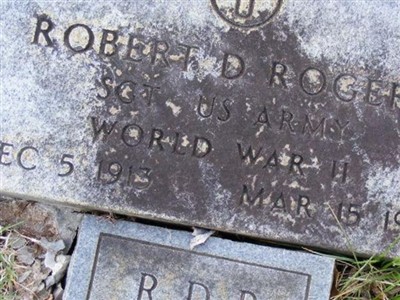 ROBERT D ROGER
SGT US ARMY
WORLD WAR II
EC 5 1913 MAR 15 19
R D R